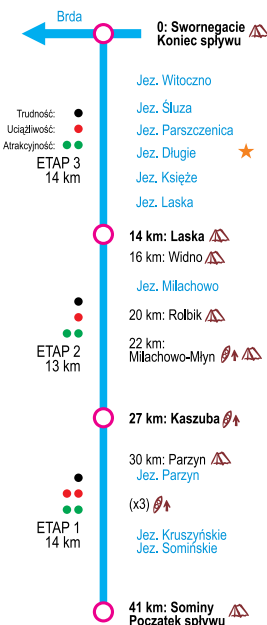 Brda
0: Swornegacie
Koniec spływu
Jez. Witoczno
Jez. Śluza
Jez. Parszczenica
Jez. Długie
Jez. Księże
Jez. Laska
Trudność:
Uciążliwość:
Atrakcyjność:
ETAP 3
14 km
14 km: Laska
16 km: Widno
Jez. Milachowo
20 km: Rolbik
22 km:
Milachowo-Młyn
ETAP 2
13 km
27 km: Kaszuba
30 km: Parzyn
Jez. Parzyn
(x3)
ETAP 1
14 km
Jez. Kruszyńskie
Jez. Somińskie
41 km: Sominy
Początek spływu